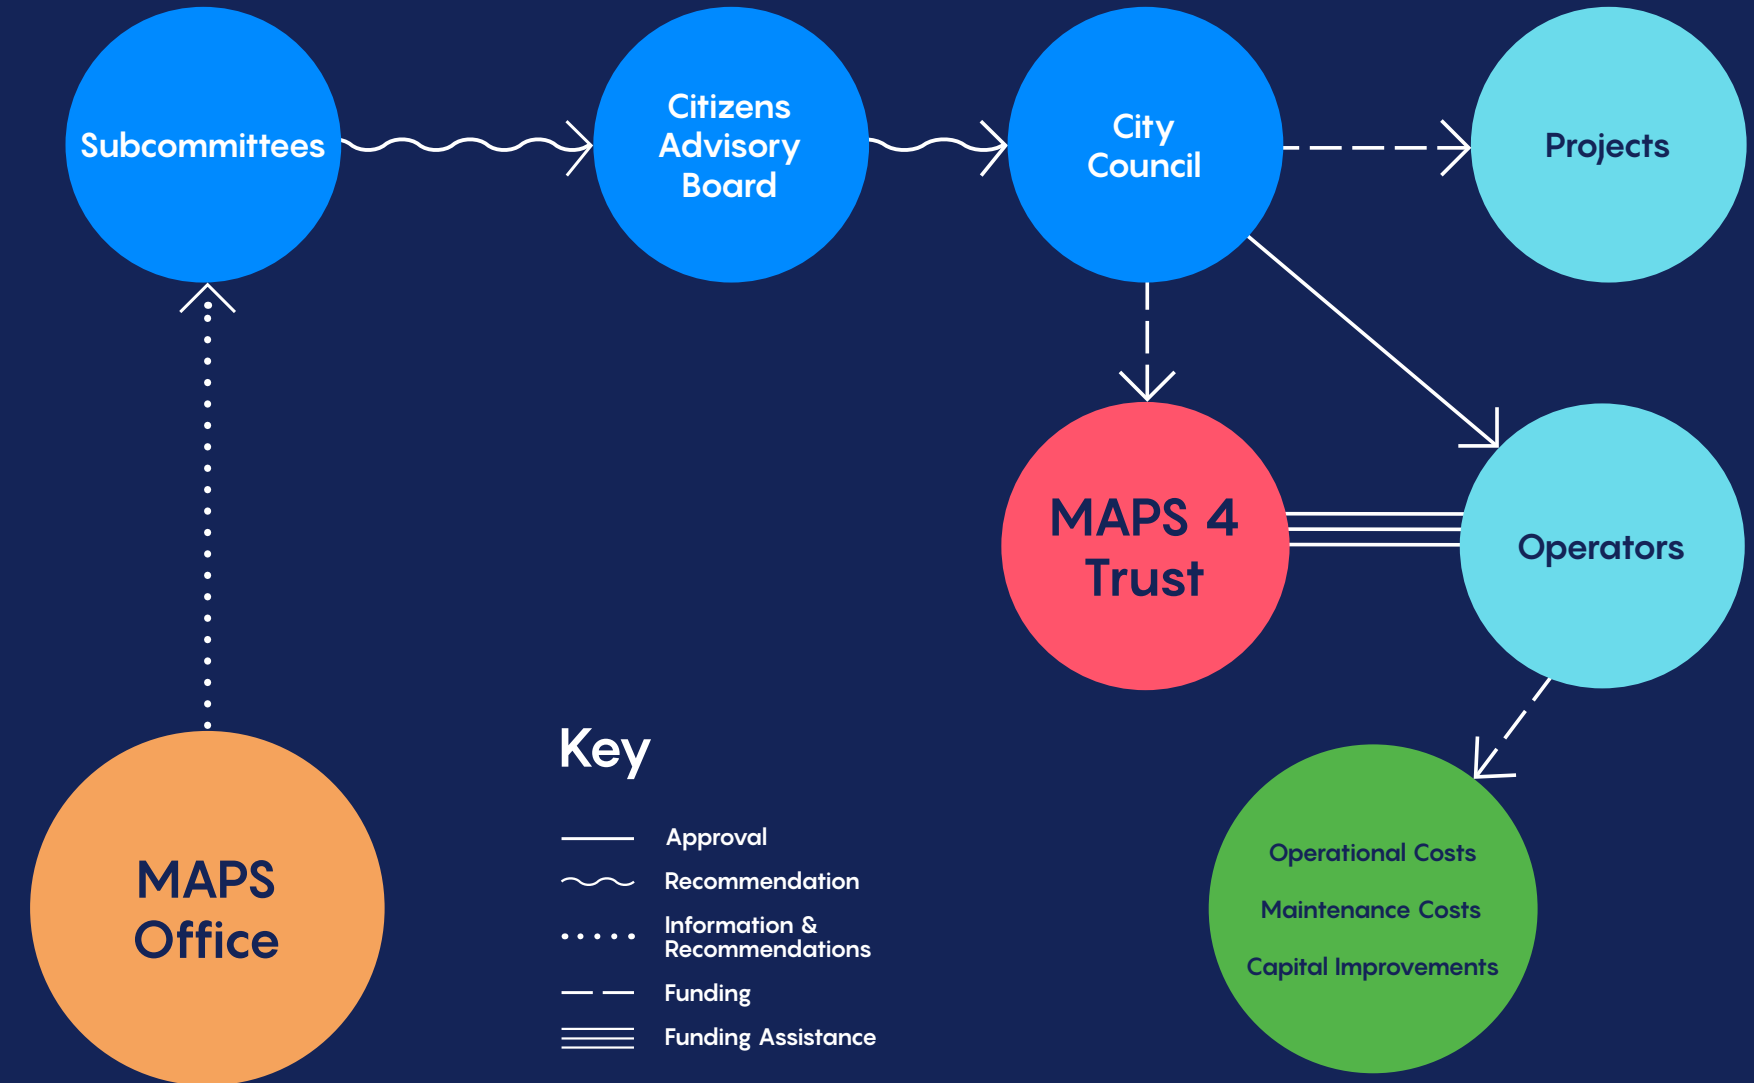 Subcommittees
Citizens
Advisory
Board
City
Council
Projects
MAPS 4
Trust
Operators
MAPS
Office
Key
Approval
Recommendation
Information &
Recommendations
Funding
Funding Assistance
Operational Costs
Maintenance Costs
Capital Improvements